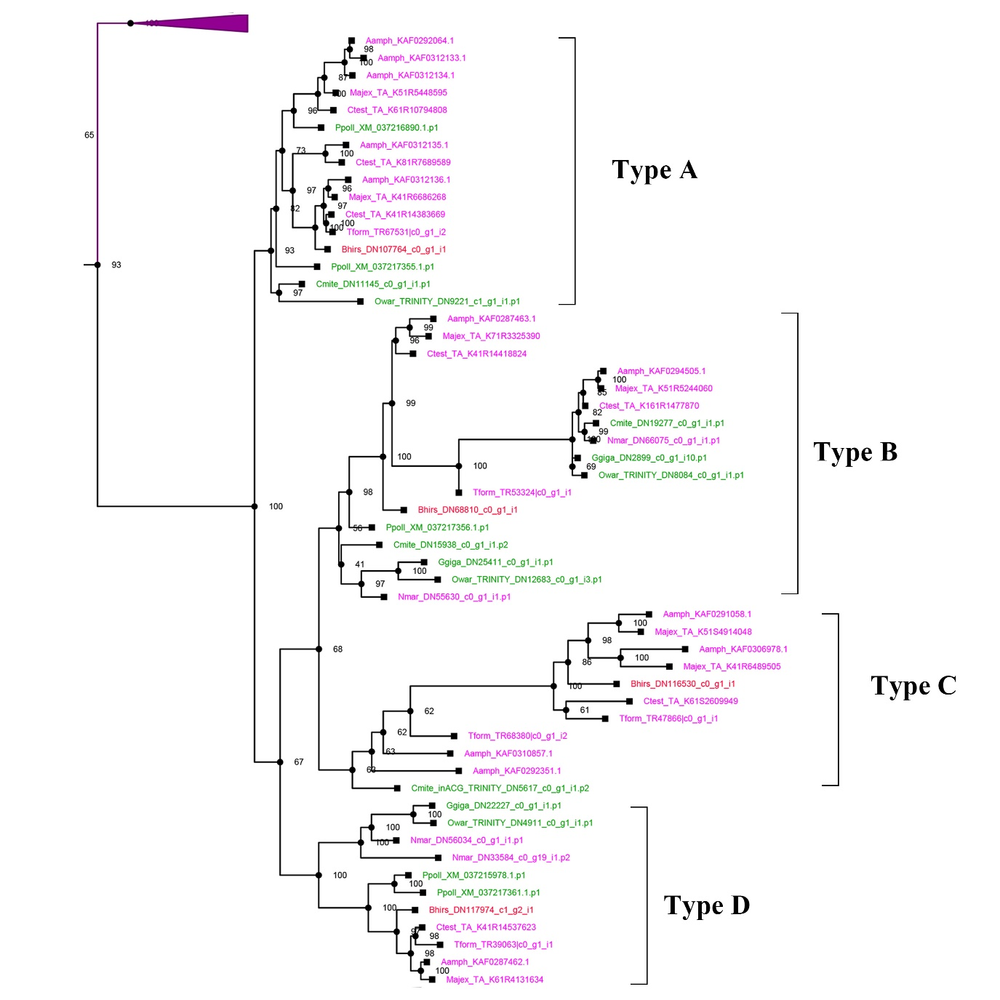 100
Aamph_KAF0292064.1
98
Aamph_KAF0312133.1
100
Aamph_KAF0312134.1
87
Majex_TA_K51R5448595
100
Ctest_TA_K61R10794808
96
Ppoll_XM_037216890.1.p1
65
Aamph_KAF0312135.1
73
100
Ctest_TA_K81R7689589
Type A
Aamph_KAF0312136.1
97
96
Majex_TA_K41R6686268
97
82
Ctest_TA_K41R14383669
100
100
Tform_TR67531|c0_g1_i2
93
Bhirs_DN107764_c0_g1_i1
93
Ppoll_XM_037217355.1.p1
Cmite_DN11145_c0_g1_i1.p1
97
Owar_TRINITY_DN9221_c1_g1_i1.p1
Aamph_KAF0287463.1
99
Majex_TA_K71R3325390
96
Ctest_TA_K41R14418824
Aamph_KAF0294505.1
100
Majex_TA_K51R5244060
85
99
Ctest_TA_K161R1477870
82
Cmite_DN19277_c0_g1_i1.p1
99
100
Nmar_DN66075_c0_g1_i1.p1
Type B
100
Ggiga_DN2899_c0_g1_i10.p1
100
69
Owar_TRINITY_DN8084_c0_g1_i1.p1
98
Tform_TR53324|c0_g1_i1
100
Bhirs_DN68810_c0_g1_i1
56
Ppoll_XM_037217356.1.p1
Cmite_DN15938_c0_g1_i1.p2
41
Ggiga_DN25411_c0_g1_i1.p1
100
Owar_TRINITY_DN12683_c0_g1_i3.p1
97
Nmar_DN55630_c0_g1_i1.p1
Aamph_KAF0291058.1
100
Majex_TA_K51S4914048
98
68
Aamph_KAF0306978.1
100
86
Majex_TA_K41R6489505
100
Bhirs_DN116530_c0_g1_i1
Type C
Ctest_TA_K61S2609949
62
61
Tform_TR47866|c0_g1_i1
62
Tform_TR68380|c0_g1_i2
63
Aamph_KAF0310857.1
67
63
Aamph_KAF0292351.1
Cmite_inACG_TRINITY_DN5617_c0_g1_i1.p2
Ggiga_DN22227_c0_g1_i1.p1
100
Owar_TRINITY_DN4911_c0_g1_i1.p1
100
100
Nmar_DN56034_c0_g1_i1.p1
Nmar_DN33584_c0_g19_i1.p2
100
Ppoll_XM_037215978.1.p1
100
Ppoll_XM_037217361.1.p1
100
Bhirs_DN117974_c1_g2_i1
Type D
Ctest_TA_K41R14537623
98
Tform_TR39063|c0_g1_i1
98
Aamph_KAF0287462.1
100
Majex_TA_K61R4131634